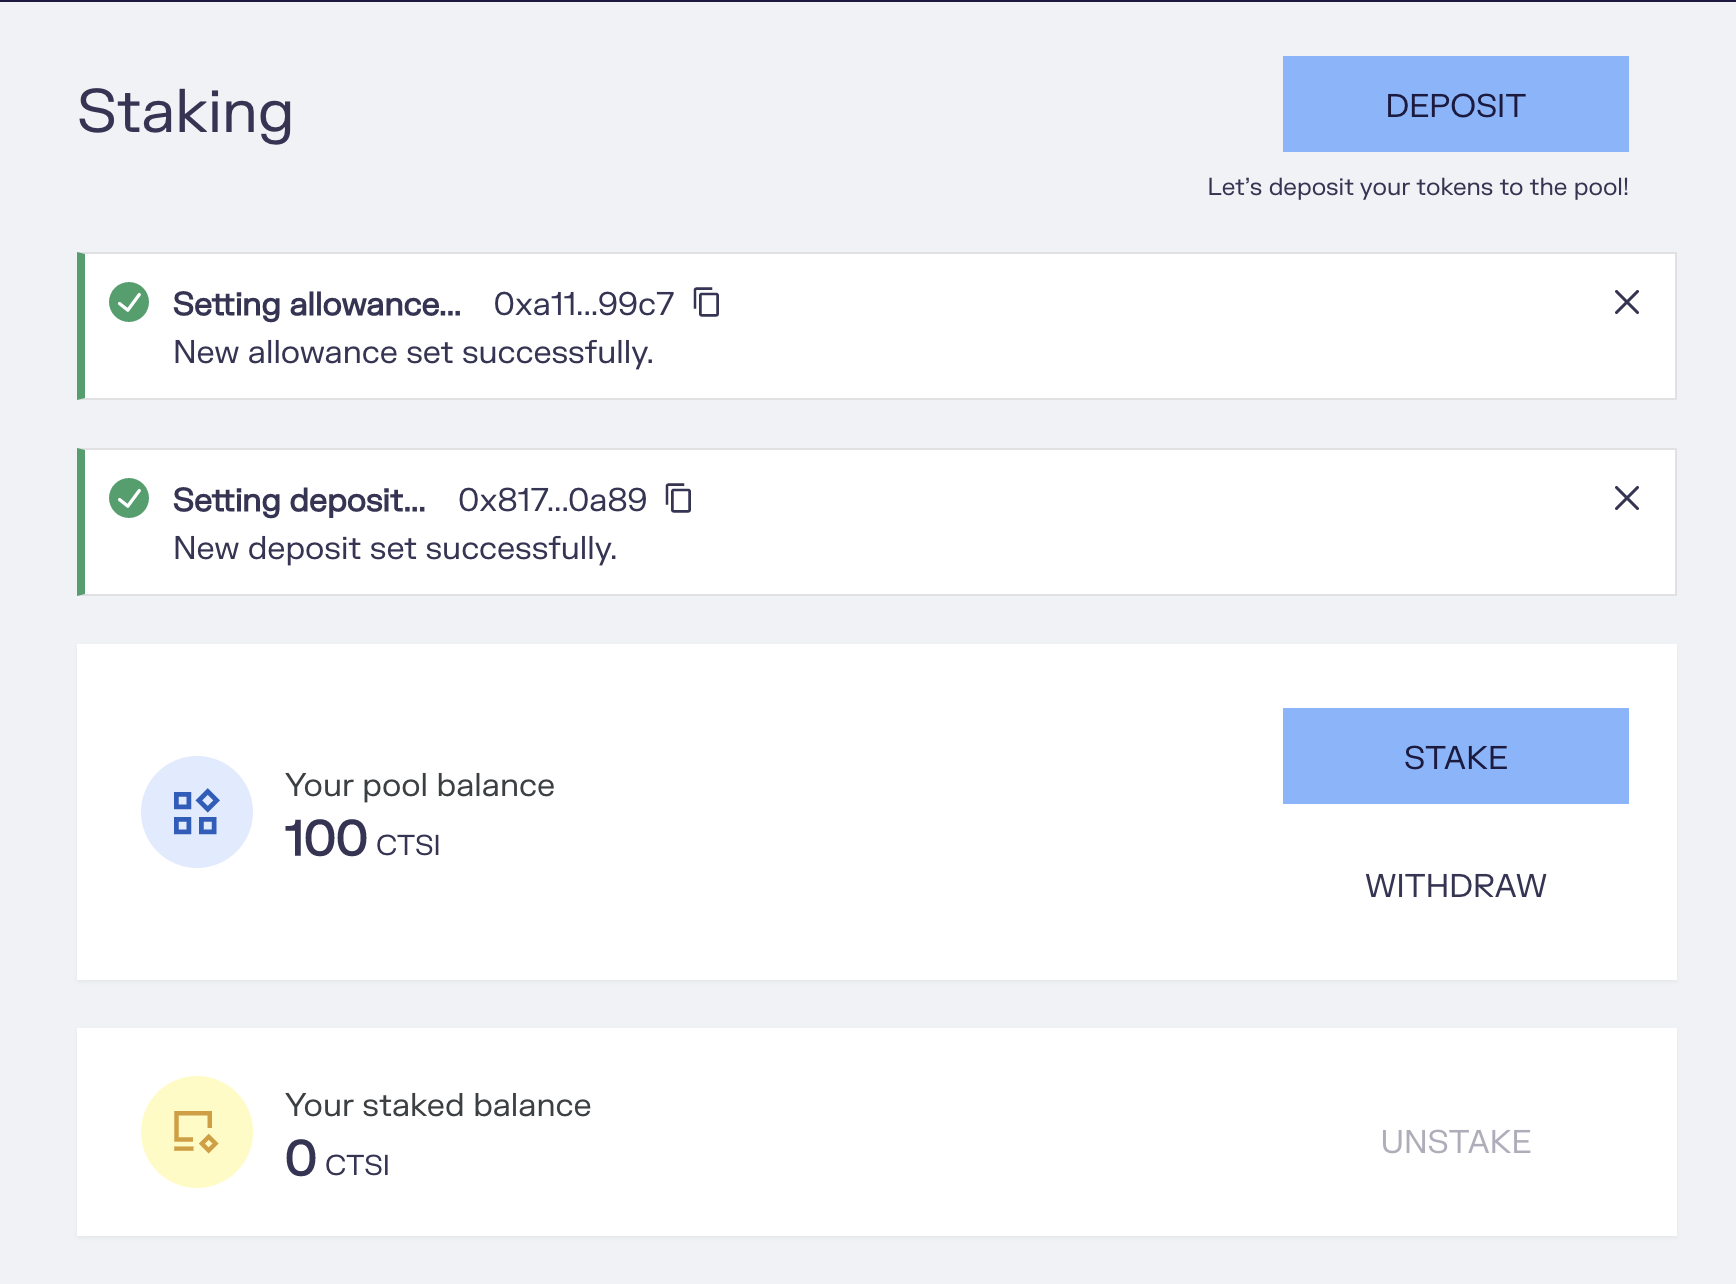 Staking
DEPOSIT
Let’s deposit your tokens to the pool!
Setting allowance... 0xa11...99c7
New allowance set successfully.
Setting deposit... 0x817...0a89
New deposit set successfully.
Your pool balance
100 CTSI
STAKE
WITHDRAW
Your staked balance
0 CTSI
UNSTAKE